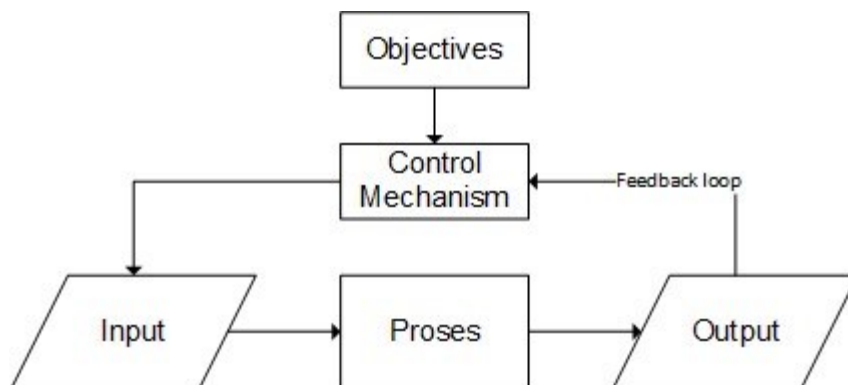 Objectives
Control
Mechanism
Feedback loop
Input
Proses
Output